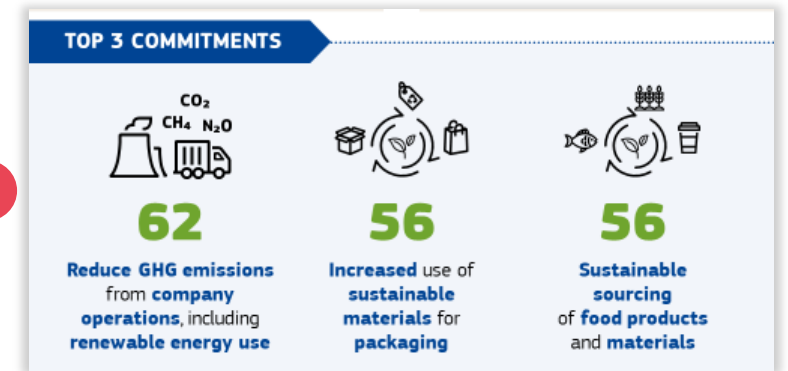 TOP 3 COMMITMENTS
CO₂
CH₄ N₂O
62
Reduce GHG emissions
from company
operations, including
renewable energy use
56
Increased use of
sustainable
materials for
packaging
56
Sustainable
sourcing
of food products
and materials